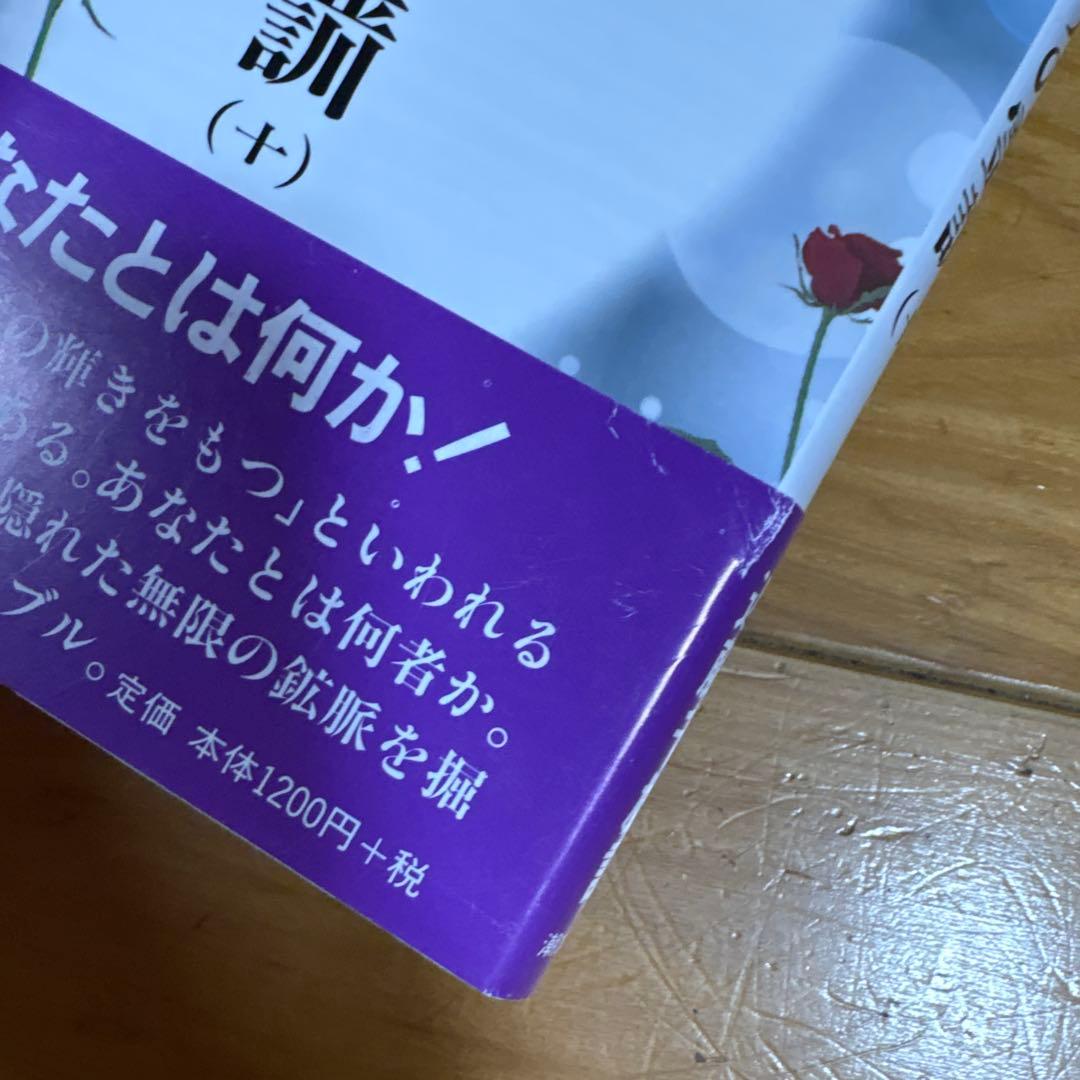 訓
(十)
なたとは何か!
の輝きをもつ」といわれる
ある。あなたとは何者か。
隠れた無限の鉱脈を掘
ブル。
定価 本体1200円+税